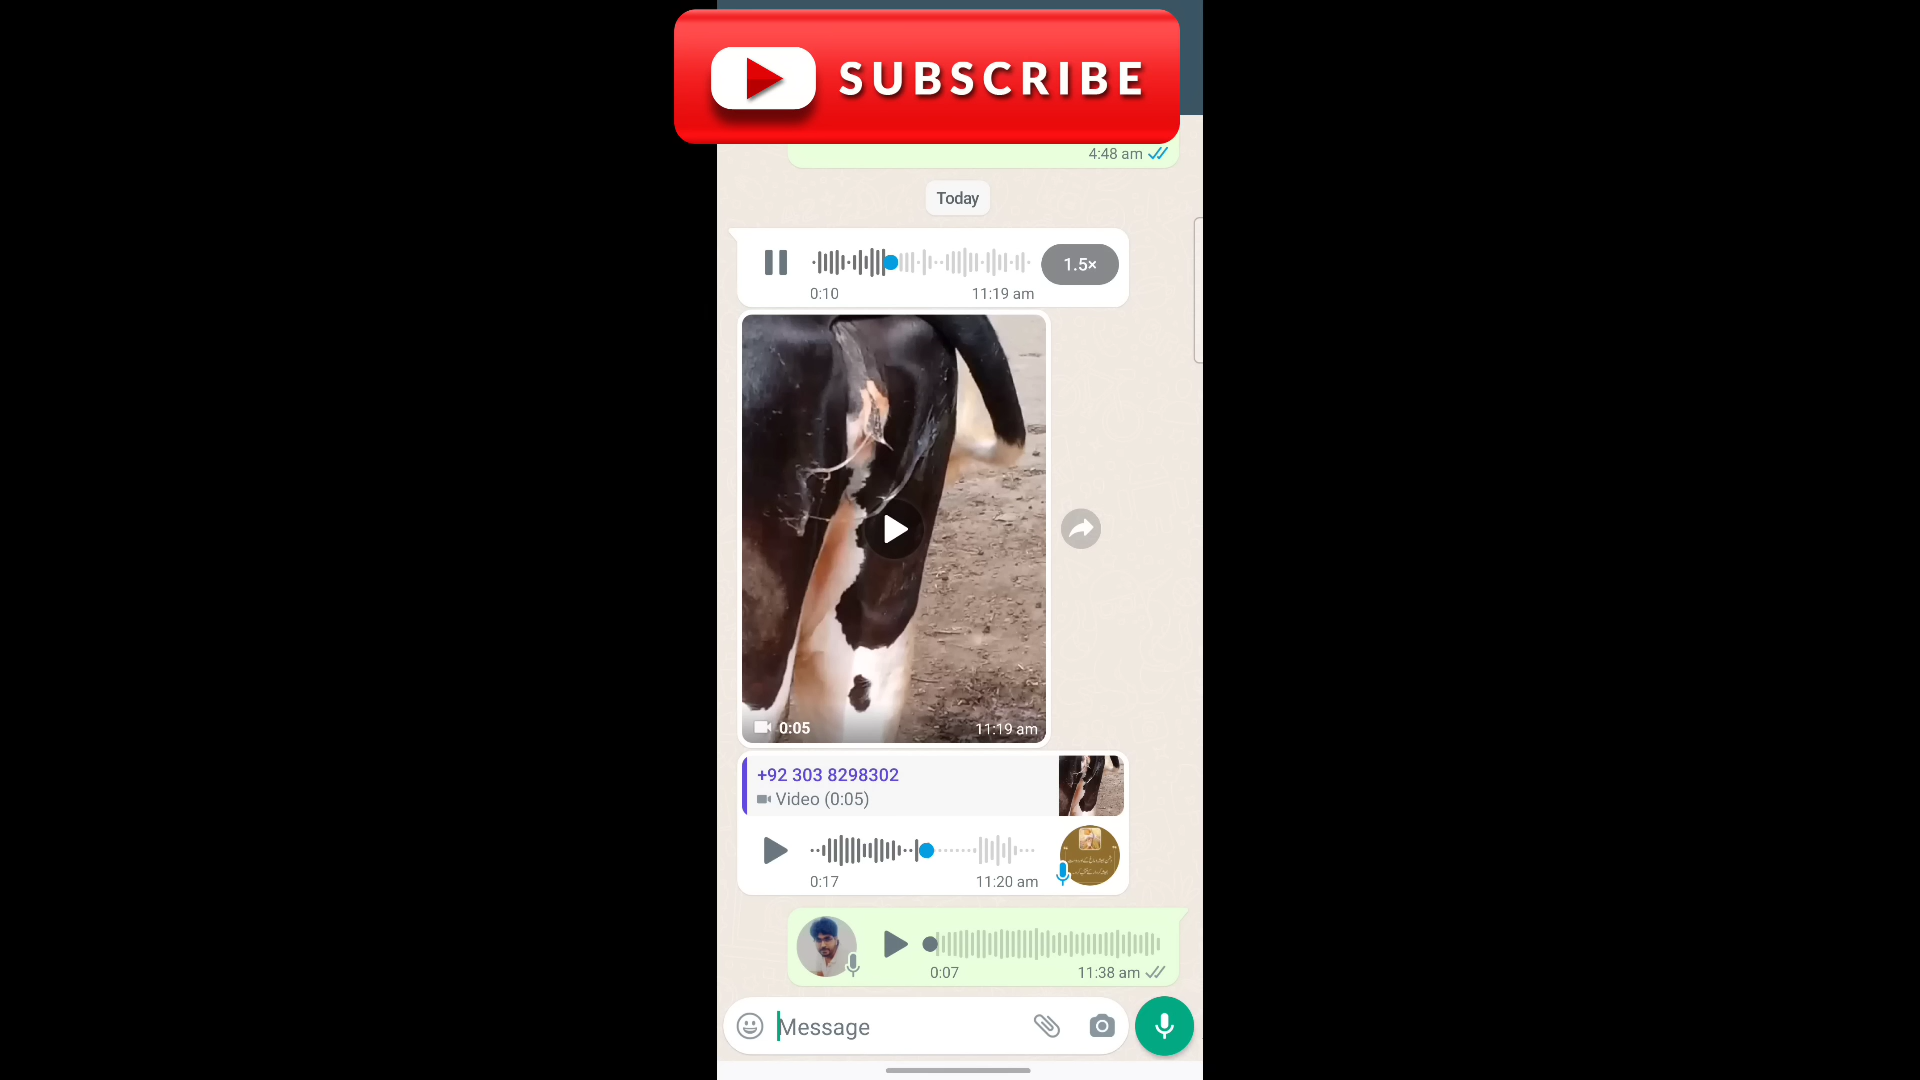 SUBSCRIBE
4:48 am
Today
1.5×
0:10 11:19 am
0:05 11:19 am
+92 303 8298302
Video (0:05)
0:17 11:20 am
0:07 11:38 am
Message